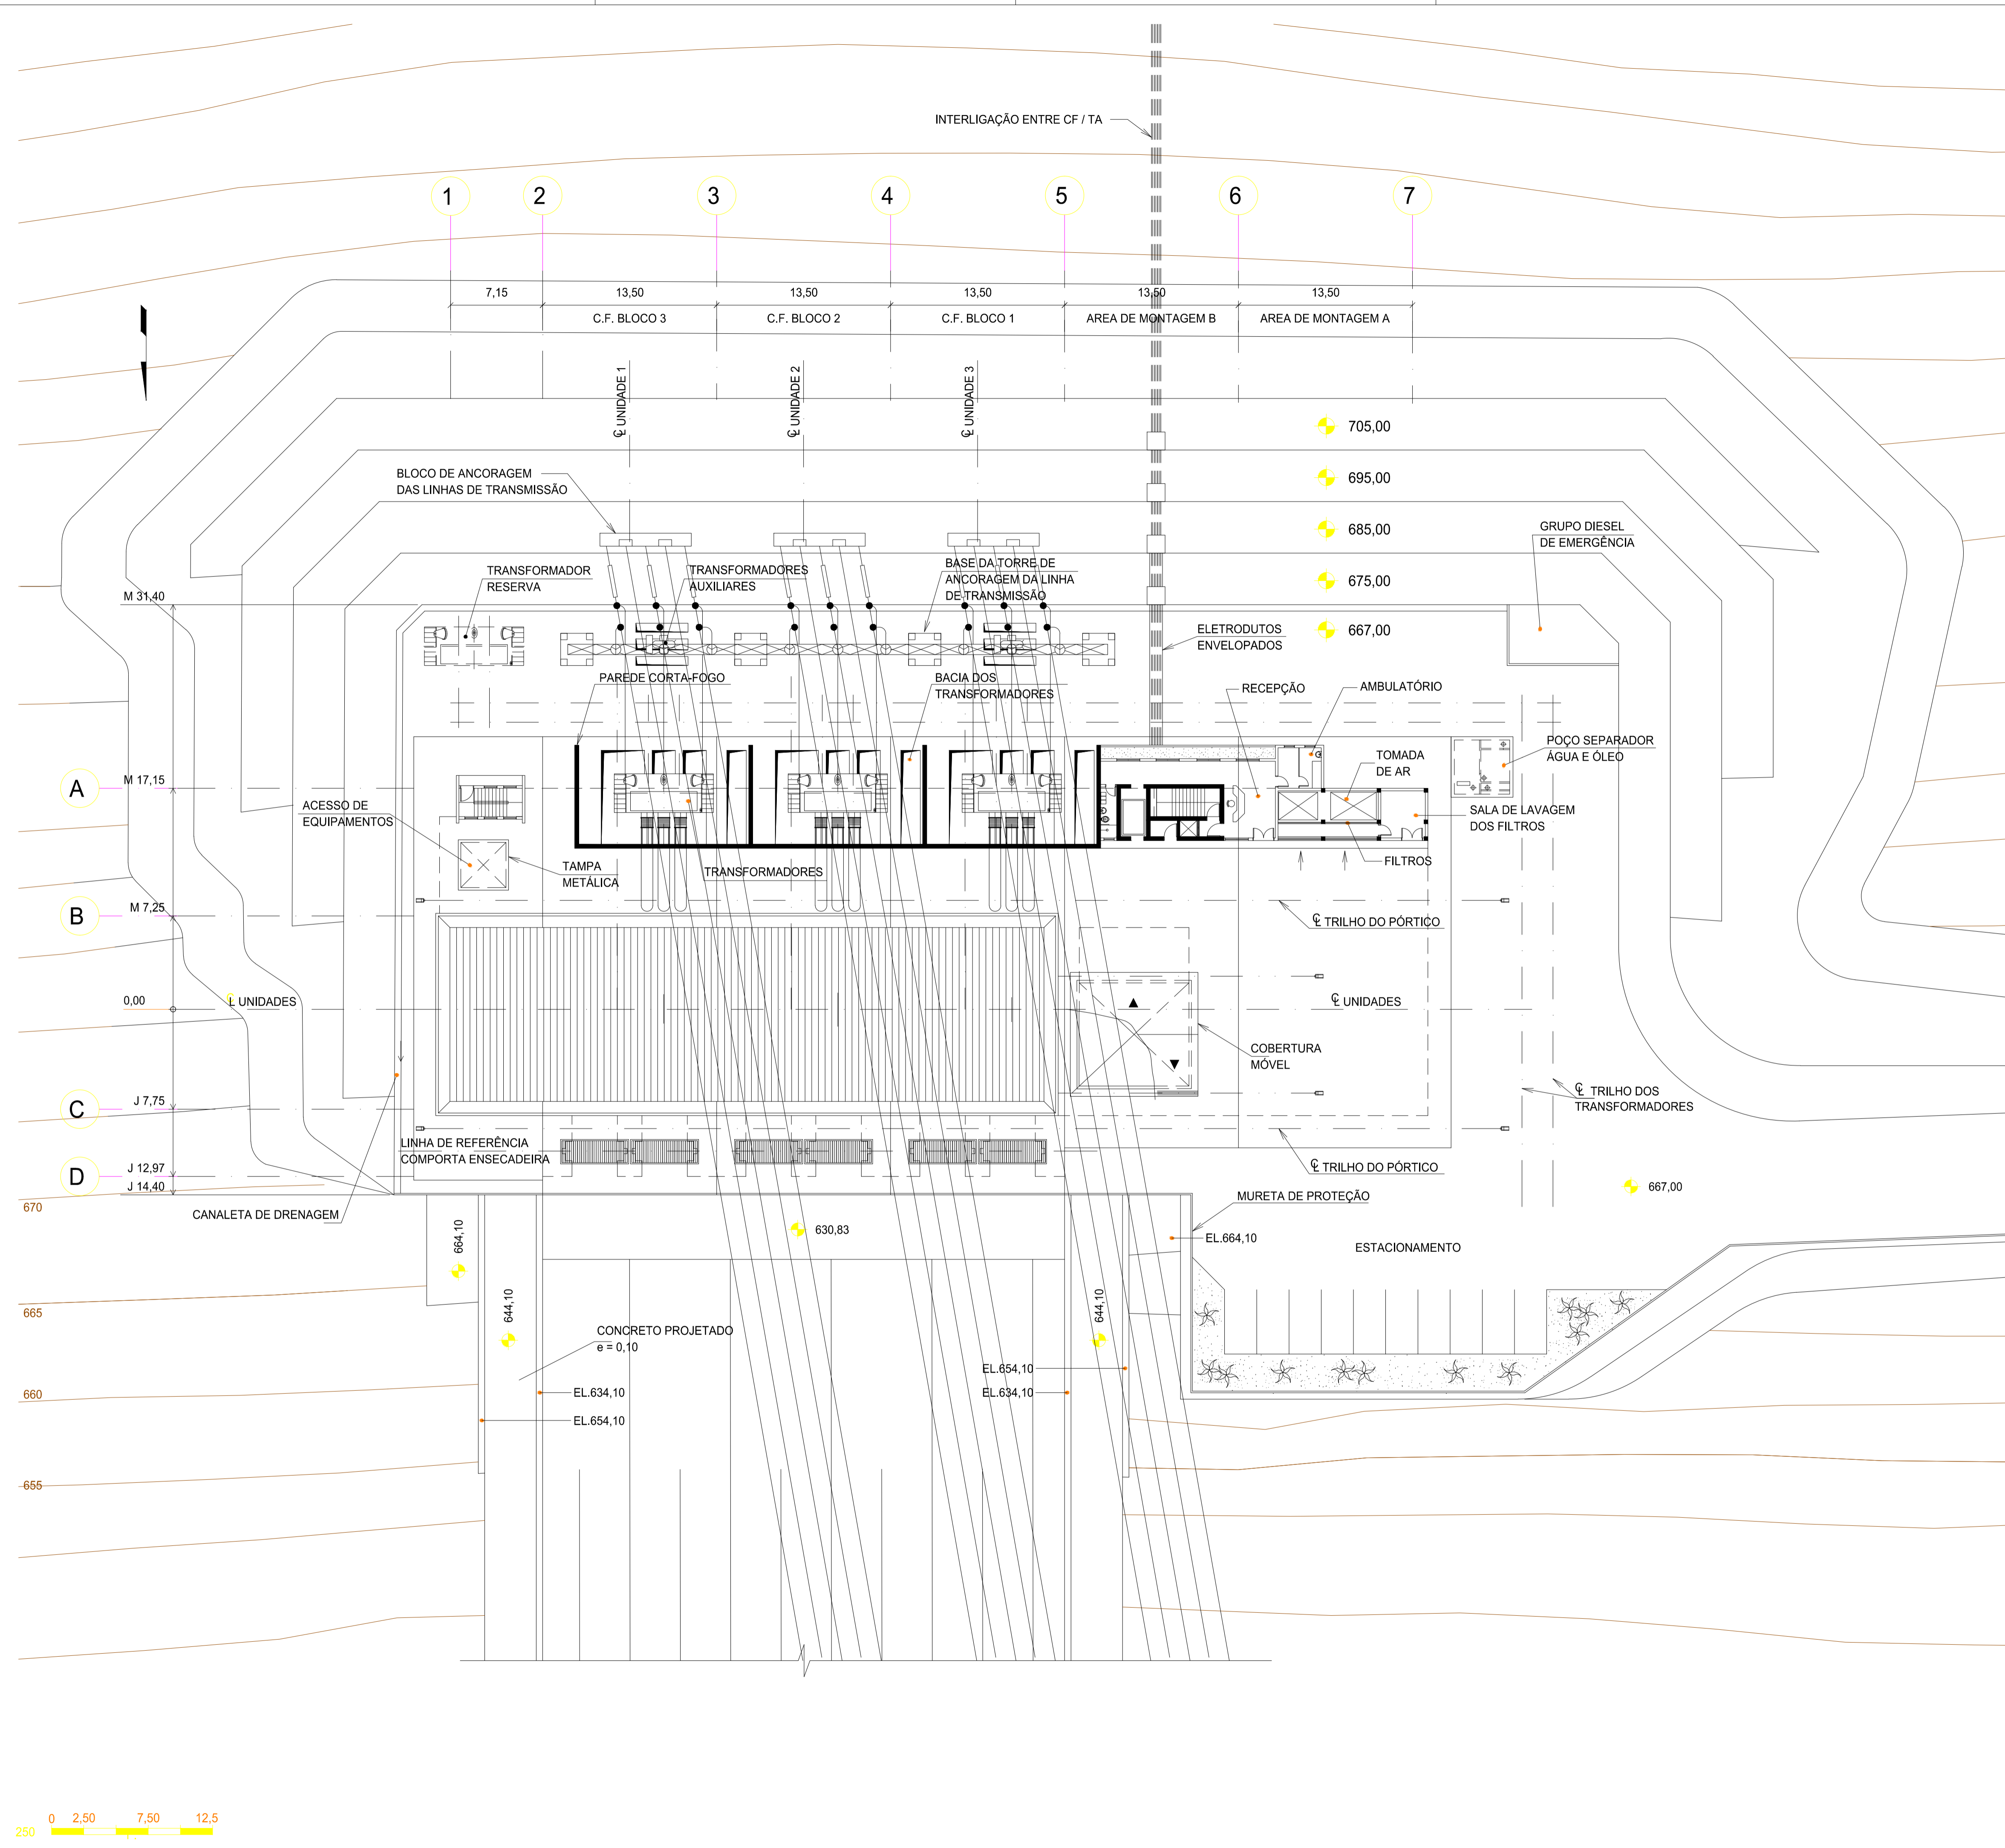 INTERLIGAÇÃO ENTRE CF / TA
1
2
3
4
5
6
7
7,15
13,50
13,50
13,50
13,50
13,50
C.F. BLOCO 3
C.F. BLOCO 2
C.F. BLOCO 1
AREA DE MONTAGEM B
AREA DE MONTAGEM A
℄ UNIDADE 1
℄ UNIDADE 2
℄ UNIDADE 3
705,00
695,00
685,00
675,00
667,00
BLOCO DE ANCORAGEM
DAS LINHAS DE TRANSMISSÃO
GRUPO DIESEL
DE EMERGÊNCIA
TRANSFORMADOR
RESERVA
TRANSFORMADORES
AUXILIARES
BASE DA TORRE DE
ANCORAGEM DA LINHA
DE TRANSMISSÃO
M 31,40
ELETRODUTOS
ENVELOPADOS
PAREDE CORTA-FOGO
BACIA DOS
TRANSFORMADORES
RECEPÇÃO
AMBULATÓRIO
POÇO SEPARADOR
ÁGUA E ÓLEO
TOMADA
DE AR
A
M 17,15
ACESSO DE
EQUIPAMENTOS
SALA DE LAVAGEM
DOS FILTROS
TAMPA
METÁLICA
TRANSFORMADORES
FILTROS
B
M 7,25
℄ TRILHO DO PÓRTICO
0,00
℄ UNIDADES
℄ UNIDADES
COBERTURA
MÓVEL
℄ TRILHO DOS
TRANSFORMADORES
C
J 7,75
LINHA DE REFERÊNCIA
COMPORTA ENSECADEIRA
℄ TRILHO DO PÓRTICO
D
J 12,97
J 14,40
670
CANALETA DE DRENAGEM
667,00
MURETA DE PROTEÇÃO
664,10
630,83
EL.664,10
ESTACIONAMENTO
665
644,10
644,10
CONCRETO PROJETADO
e = 0,10
EL.654,10
660
EL.634,10
EL.634,10
EL.654,10
655
0 2,50 7,50 12,5
250